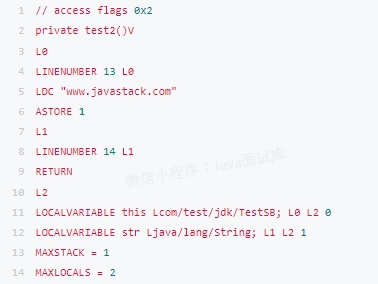 1 // access flags 0x2
2 private test2()V
3 L0
4 LINENUMBER 13 L0
5 LDC "www.javastack.com"
6 ASTORE 1
7 L1
8 LINENUMBER 14 L1
9 RETURN
10 L2
11 LOCALVARIABLE this Lcom/test/jdk/TestSB; L0 L2 0
12 LOCALVARIABLE str Ljava/lang/String; L1 L2 1
13 MAXSTACK = 1
14 MAXLOCALS = 2
微信小程序：Java面试库